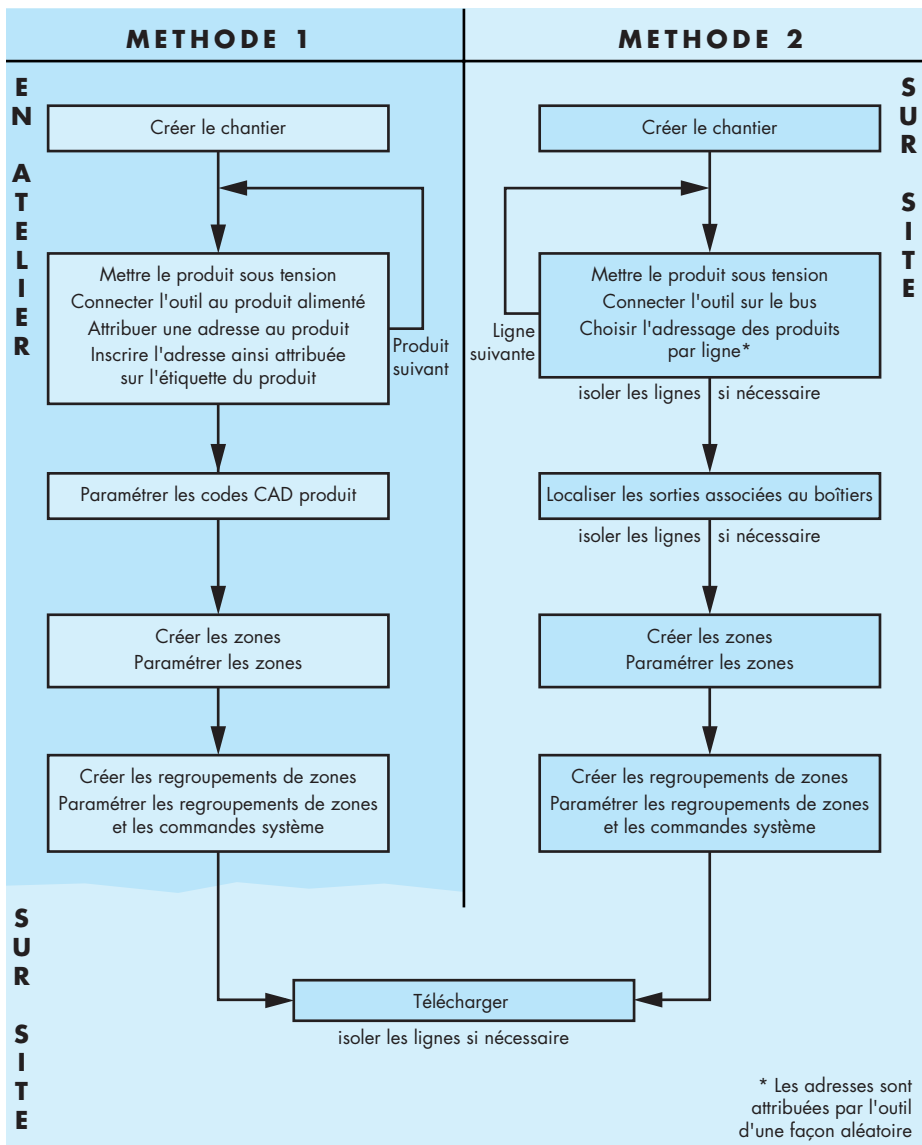 METHODE 1
EN ATELIER
Créer le chantier
Mettre le produit sous tension
Connecter l'outil au produit alimenté
Attribuer une adresse au produit
Inscrire l'adresse ainsi attribuée
sur l'étiquette du produit
Produit
suivant
Paramétrer les codes CAD produit
Créer les zones
Paramétrer les zones
Créer les regroupements de zones
Paramétrer les regroupements de zones
et les commandes système
METHODE 2
SUR SITE
Créer le chantier
Mettre le produit sous tension
Connecter l'outil sur le bus
Choisir l'adressage des produits
par ligne*
Ligne
suivante
isoler les lignes si nécessaire
Localiser les sorties associées au boîtiers
isoler les lignes si nécessaire
Créer les zones
Paramétrer les zones
Créer les regroupements de zones
Paramétrer les regroupements de zones
et les commandes système
SUR SITE
Télécharger
isoler les lignes si nécessaire
* Les adresses sont
attribuées par l'outil
d'une façon aléatoire